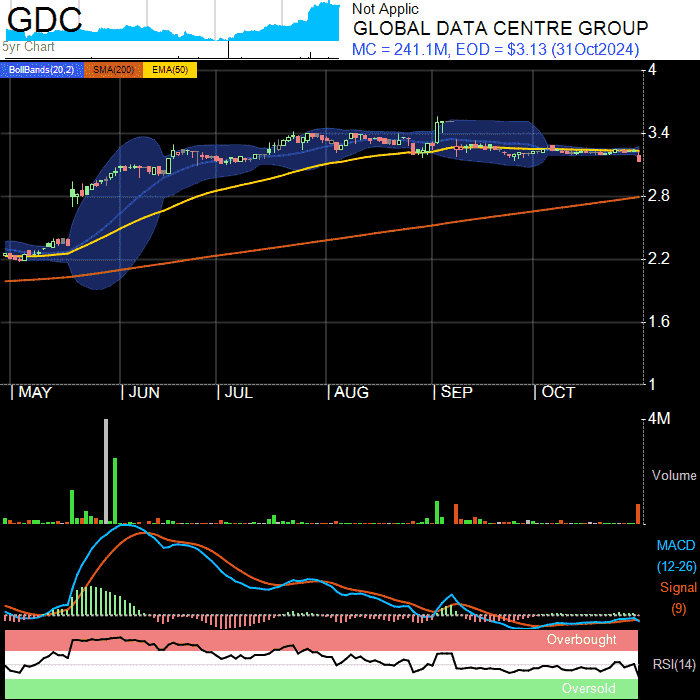 GDC
5yr Chart
Not Applic
GLOBAL DATA CENTRE GROUP
MC = 241.1M, EOD = $3.13 (31Oct2024)
BollBands(20,2) SMA(200) EMA(50)
4
3.4
2.8
2.2
1.6
1
MAY JUN JUL AUG SEP OCT
4M
Volume
MACD
(12-26)
Signal
(9)
Overbought
RSI(14)
Oversold